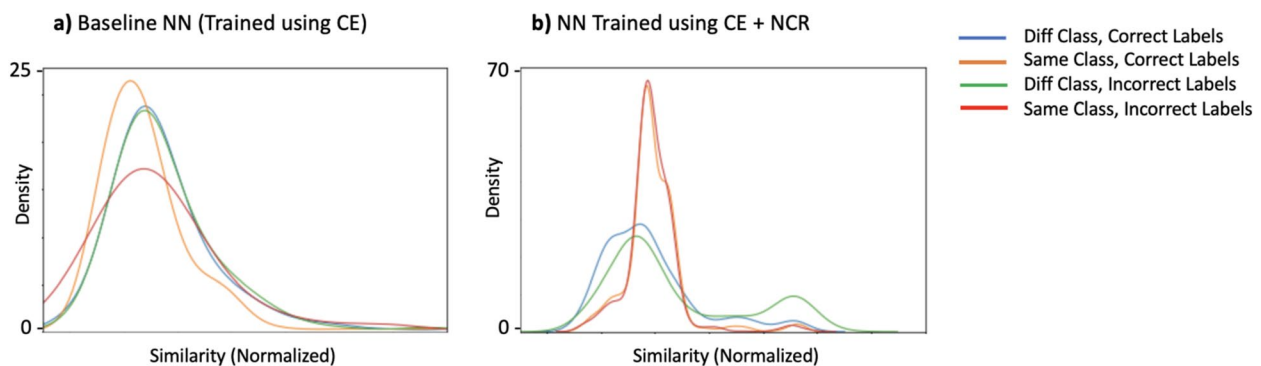 a) Baseline NN (Trained using CE)
25
Density
0
Similarity (Normalized)
b) NN Trained using CE + NCR
70
Density
0
Similarity (Normalized)
Diff Class, Correct Labels
Same Class, Correct Labels
Diff Class, Incorrect Labels
Same Class, Incorrect Labels